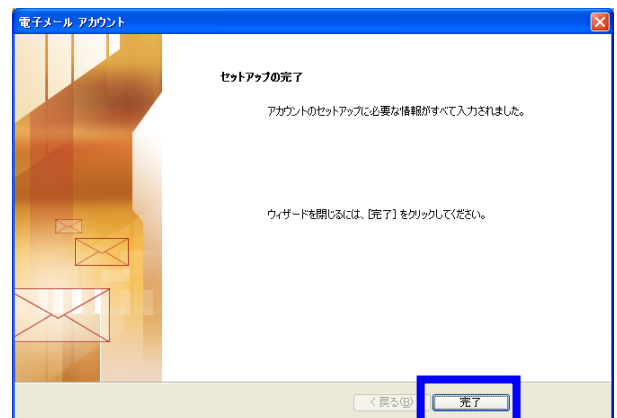 電子メール アカウント
セットアップの完了
アカウントのセットアップに必要な情報がすべて入力されました。
ウィザードを閉じるには、[完了] をクリックしてください。
< 戻る(B)
完了